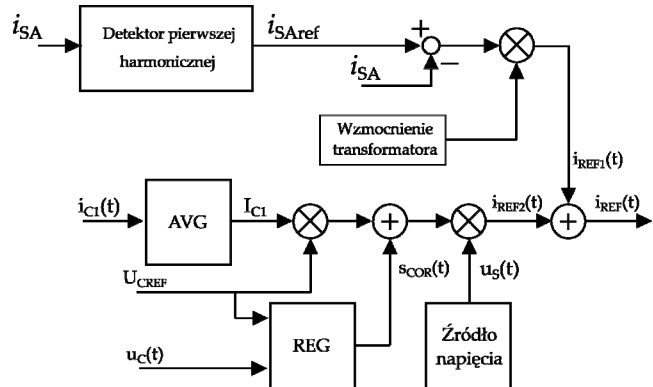 i_SA
Detektor pierwszej
harmonicznej
i_SAref
+
i_SA
−
Wzmocnienie
transformatora
i_REF1(t)
i_C1(t)
AVG
I_C1
i_REF2(t)
i_REF(t)
U_CREF
s_COR(t)
u_S(t)
u_C(t)
REG
Źródło
napięcia